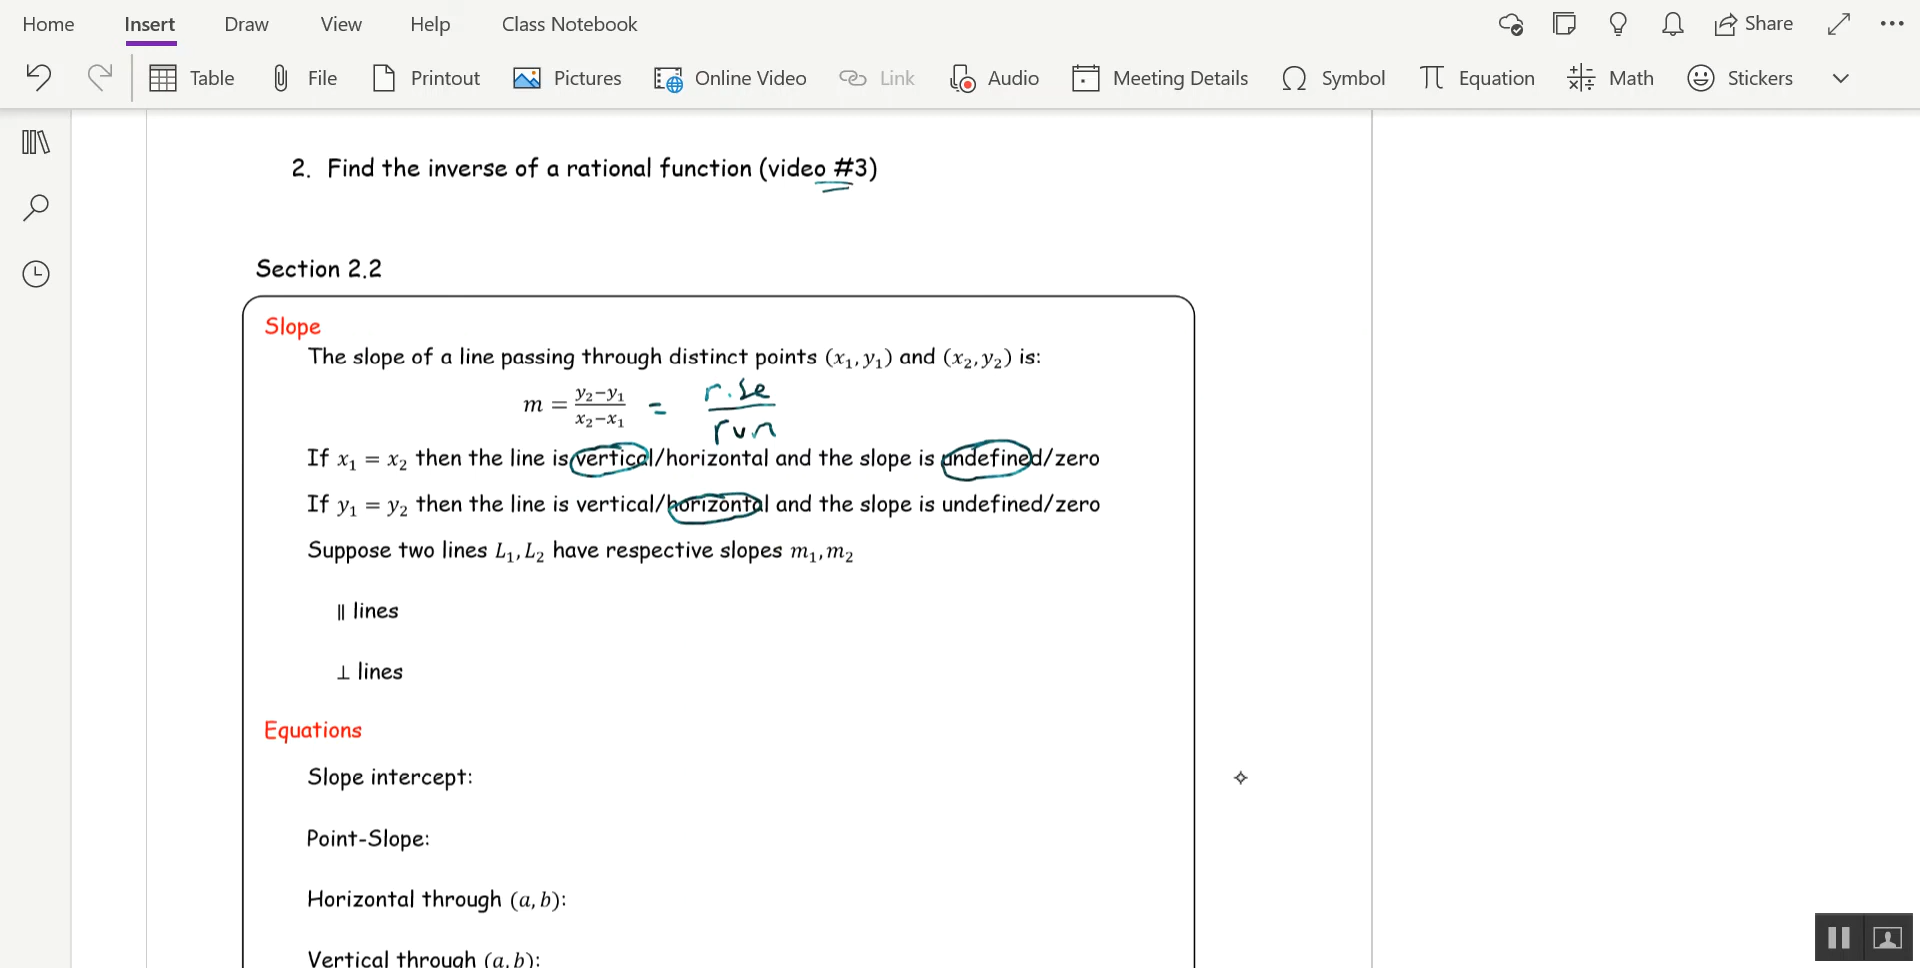 Home Insert Draw View Help Class Notebook Share
Table File Printout Pictures Online Video Link Audio Meeting Details Symbol Equation Math Stickers
2. Find the inverse of a rational function (video #3)
Section 2.2
Slope
The slope of a line passing through distinct points (x₁, y₁) and (x₂, y₂) is:
m = (y₂−y₁)/(x₂−x₁) = rise/run
If x₁ = x₂ then the line is vertical/horizontal and the slope is undefined/zero
If y₁ = y₂ then the line is vertical/horizontal and the slope is undefined/zero
Suppose two lines L₁, L₂ have respective slopes m₁, m₂
∥ lines
⊥ lines
Equations
Slope intercept:
Point-Slope:
Horizontal through (a, b):
Vertical through (a, b):